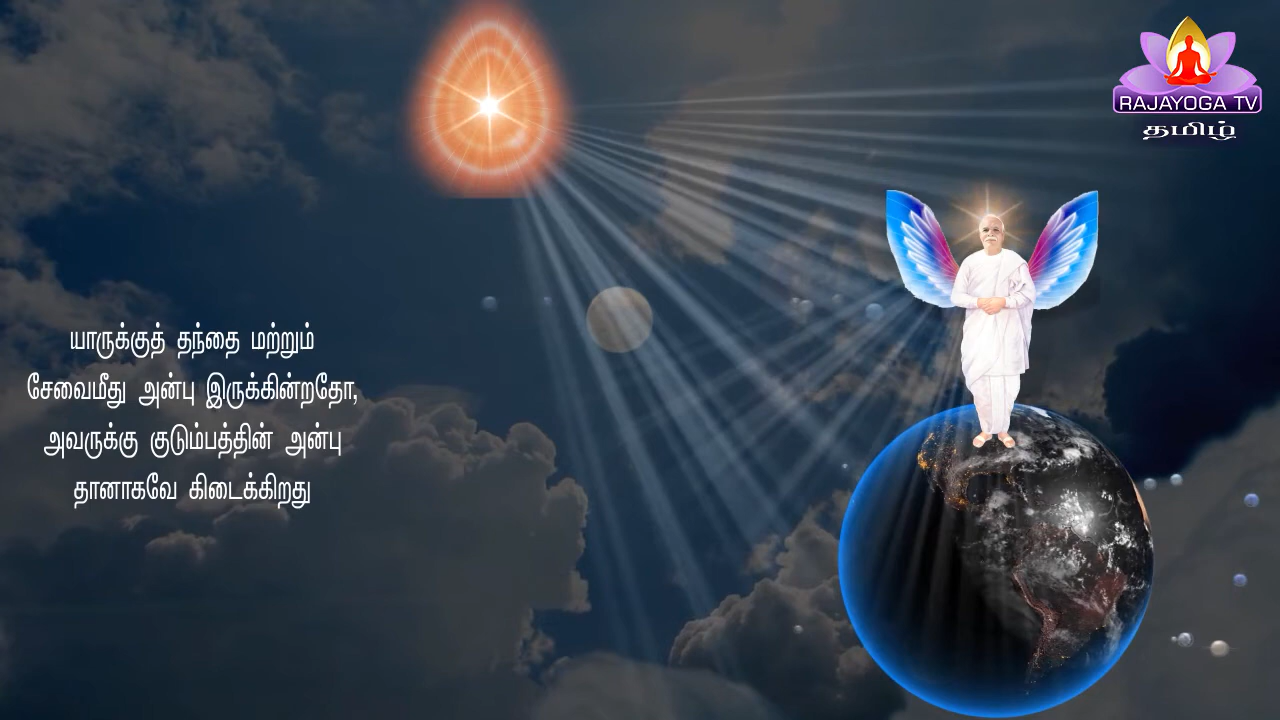 RAJAYOGA TV
தமிழ்
யாருக்குத் தந்தை மற்றும்
சேவைமீது அன்பு இருக்கின்றதோ,
அவருக்கு குடும்பத்தின் அன்பு
தானாகவே கிடைக்கிறது